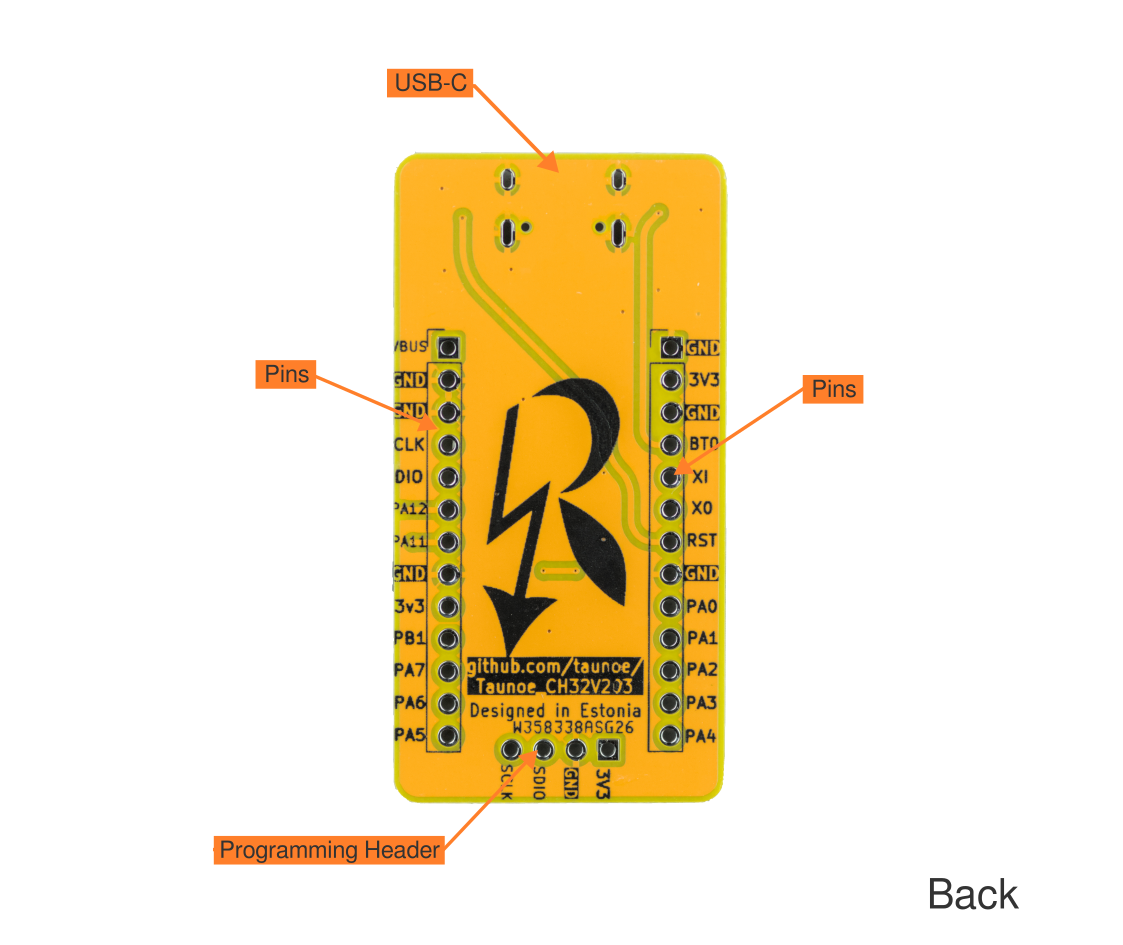 USB-C
Pins
Pins
VBUS
GND
GND
CLK
DIO
PA12
PA11
GND
3v3
PB1
PA7
PA6
PA5
GND
3V3
GND
BT0
XI
XO
RST
GND
PA0
PA1
PA2
PA3
PA4
github.com/taunoe/
Taunoe_CH32V203
Designed in Estonia
W358338ASG26
SCLK
SDIO
GND
3V3
Programming Header
Back